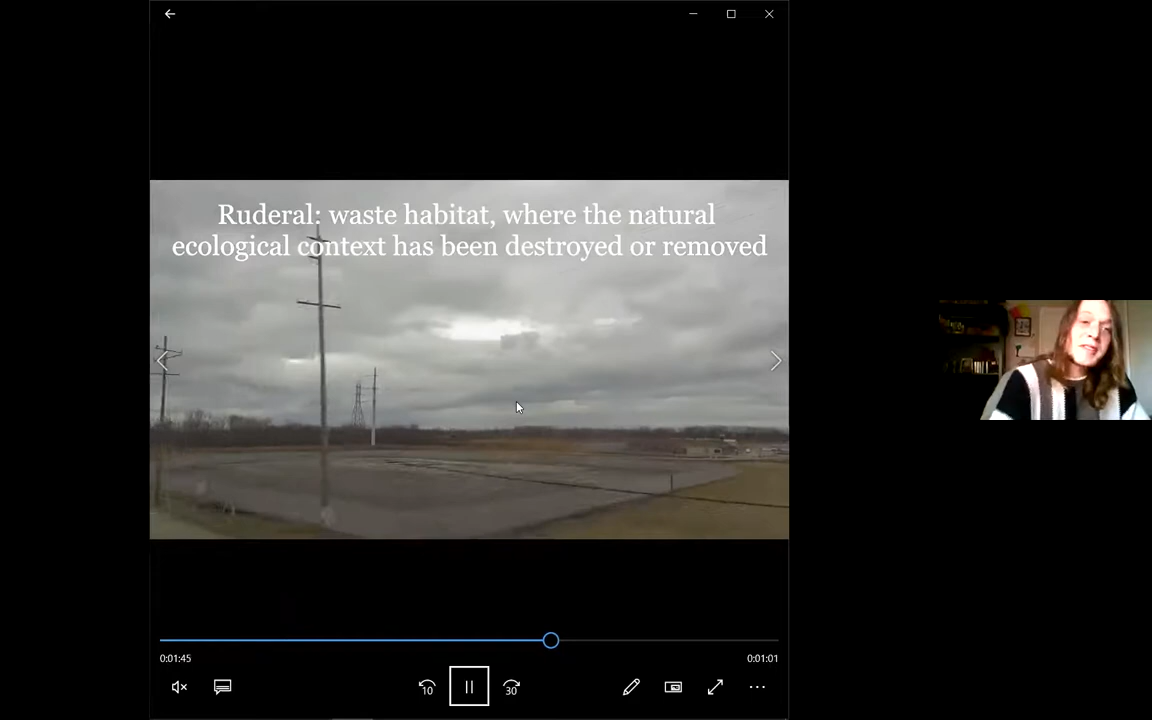 Ruderal: waste habitat, where the natural
ecological context has been destroyed or removed
0:01:45
0:01:01
10
30